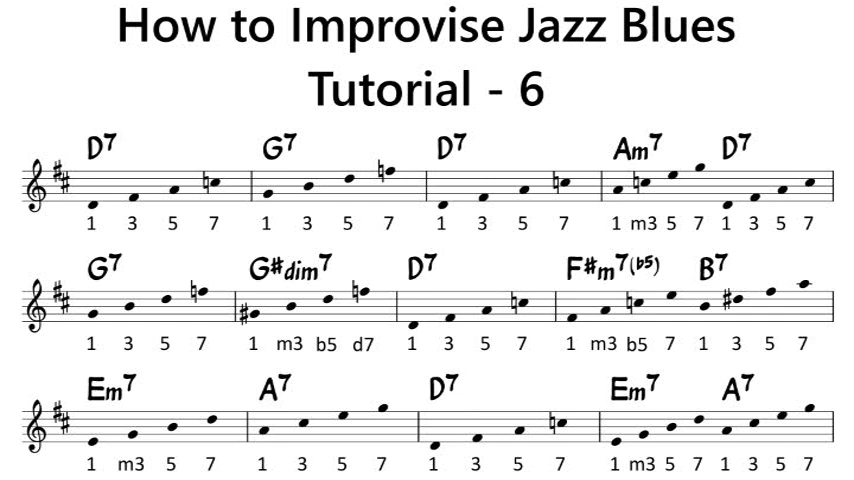 How to Improvise Jazz Blues
Tutorial - 6
D7 G7 D7 Am7 D7
1 3 5 7 1 3 5 7 1 3 5 7 1 m3 5 7 1 3 5 7
G7 G#dim7 D7 F#m7(b5) B7
1 3 5 7 1 m3 b5 d7 1 3 5 7 1 m3 b5 7 1 3 5 7
Em7 A7 D7 Em7 A7
1 m3 5 7 1 3 5 7 1 3 5 7 1 m3 5 7 1 3 5 7